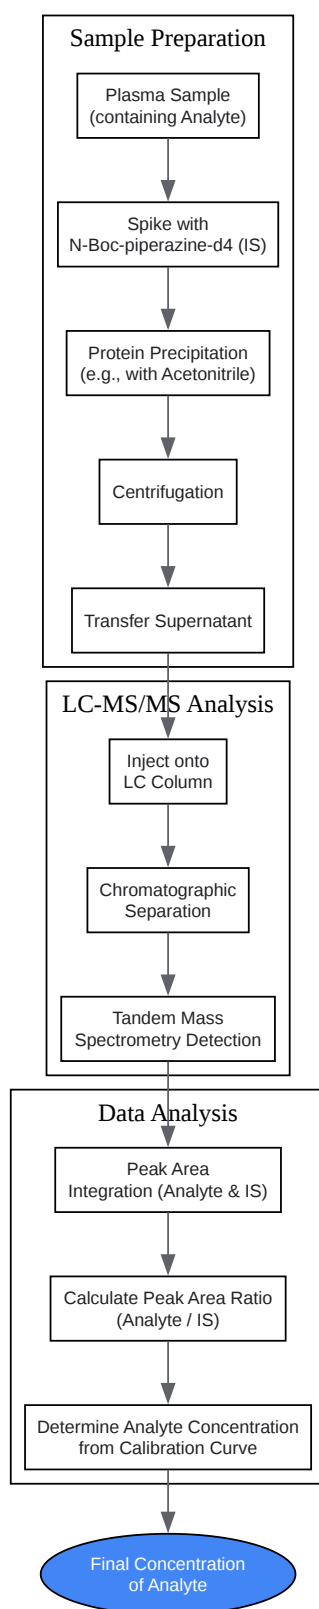 Sample Preparation
Plasma Sample
(containing Analyte)
Spike with
N-Boc-piperazine-d4 (IS)
Protein Precipitation
(e.g., with Acetonitrile)
Centrifugation
Transfer Supernatant
LC-MS/MS Analysis
Inject onto
LC Column
Chromatographic
Separation
Tandem Mass
Spectrometry Detection
Data Analysis
Peak Area
Integration (Analyte & IS)
Calculate Peak Area Ratio
(Analyte / IS)
Determine Analyte Concentration
from Calibration Curve
Final Concentration
of Analyte